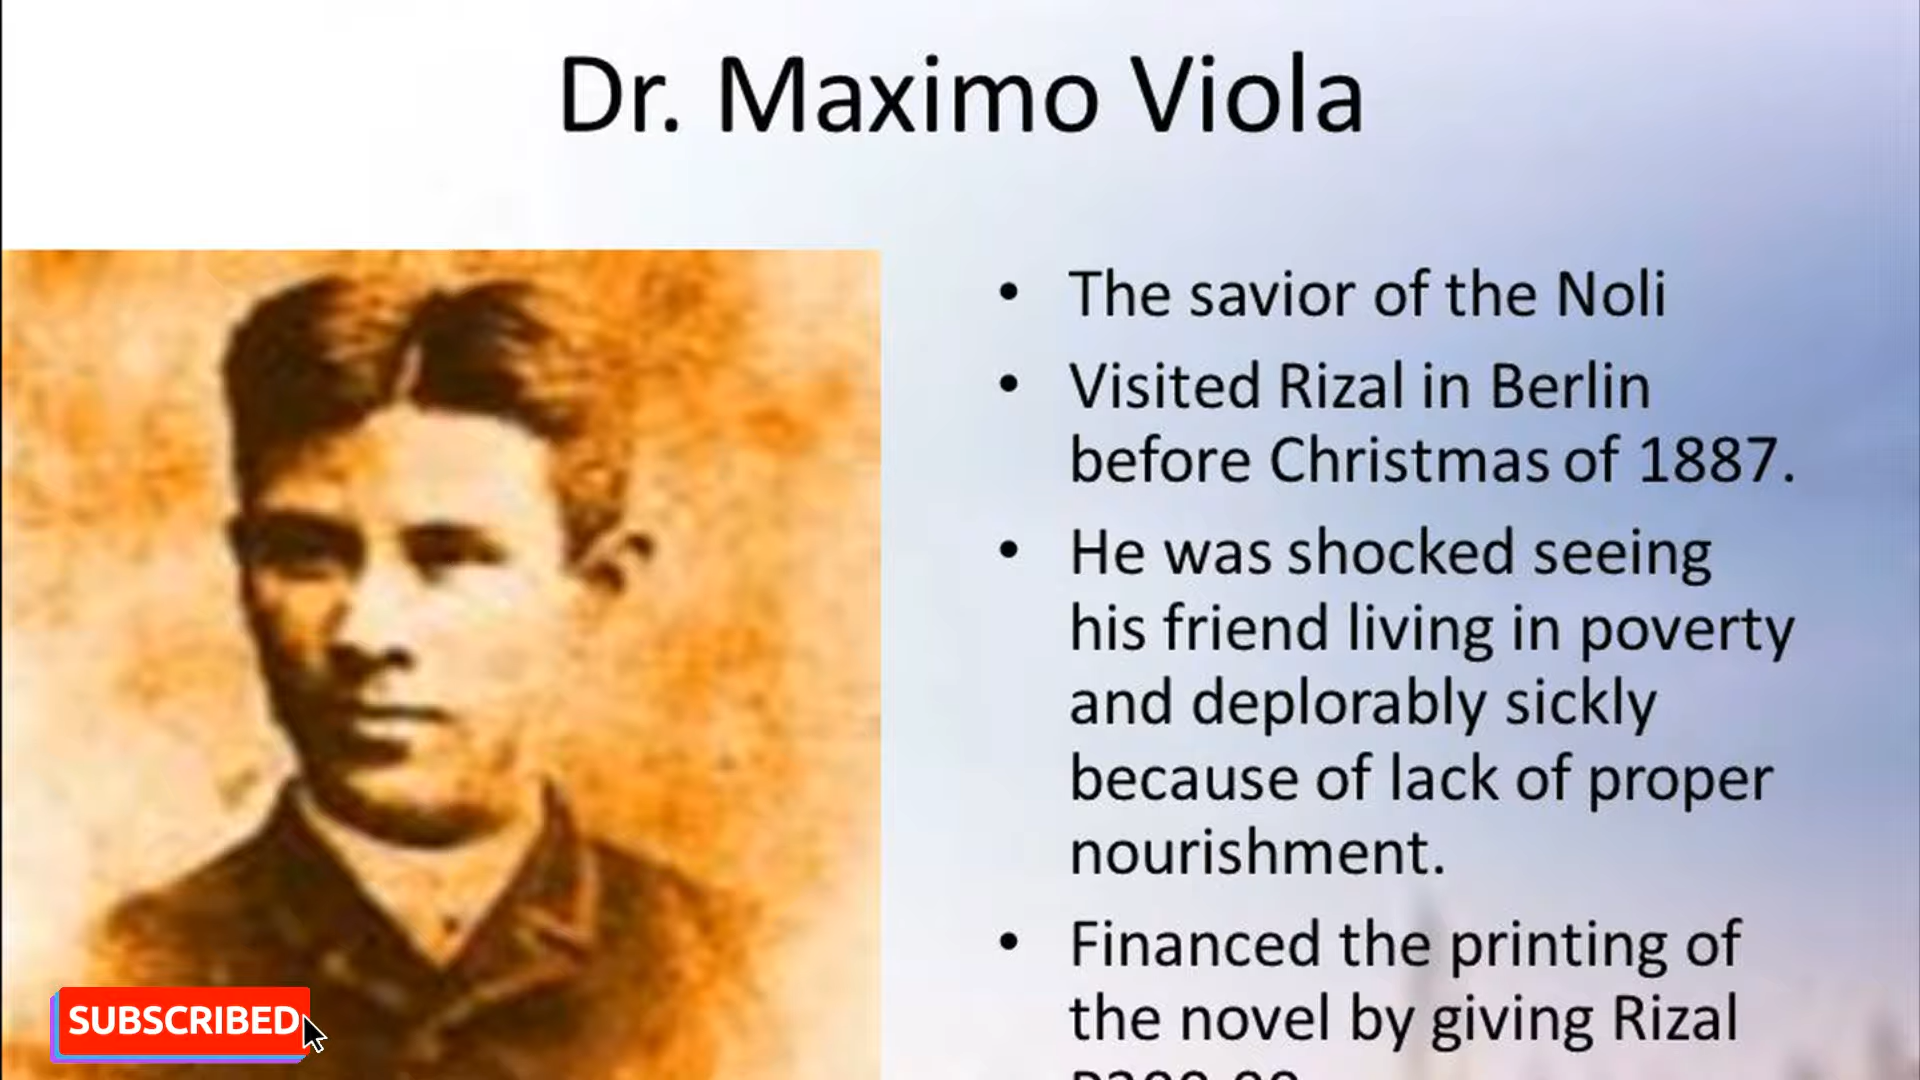 Dr. Maximo Viola
• The savior of the Noli
• Visited Rizal in Berlin
before Christmas of 1887.
• He was shocked seeing
his friend living in poverty
and deplorably sickly
because of lack of proper
nourishment.
• Financed the printing of
the novel by giving Rizal
SUBSCRIBED